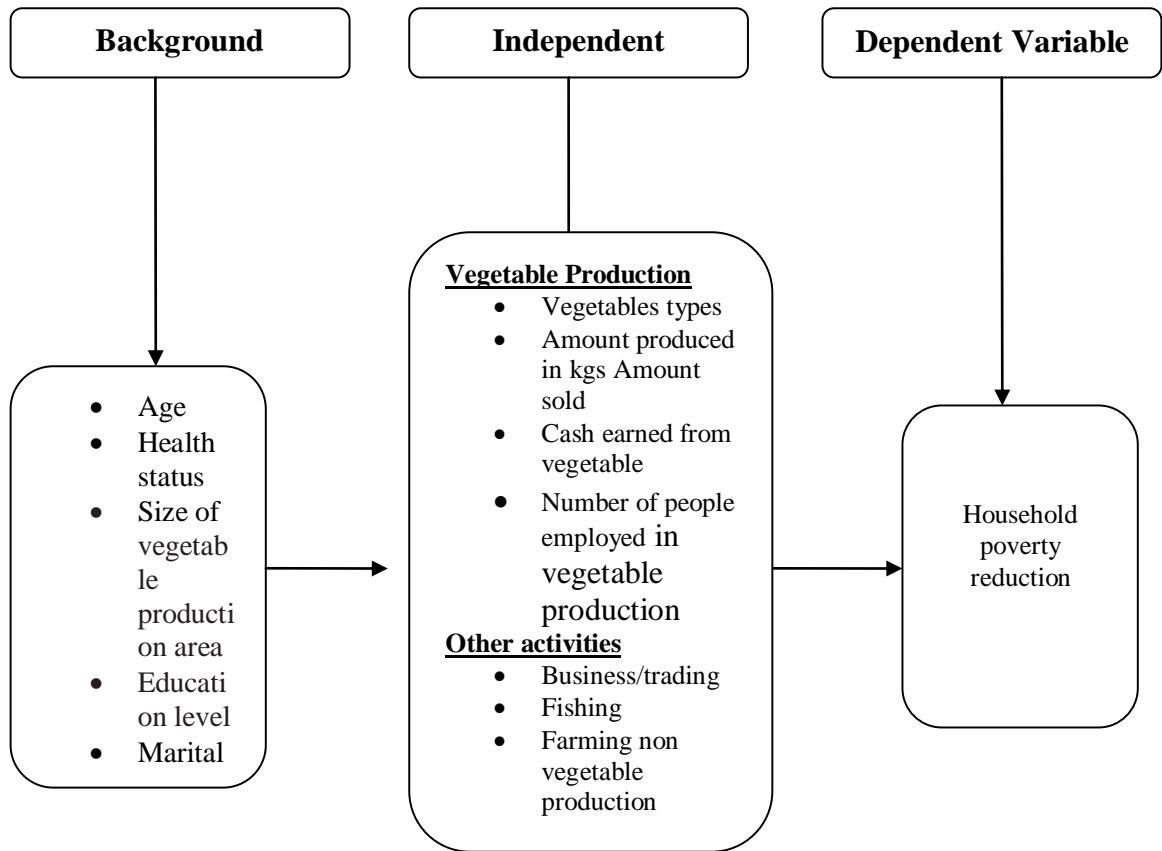 Background
Independent
Dependent Variable
• Age
• Health
status
• Size of
vegetab
le
producti
on area
• Educati
on level
• Marital
Vegetable Production
• Vegetables types
• Amount produced
in kgs Amount
sold
• Cash earned from
vegetable
• Number of people
employed in
vegetable
production
Other activities
• Business/trading
• Fishing
• Farming non
vegetable
production
Household
poverty
reduction